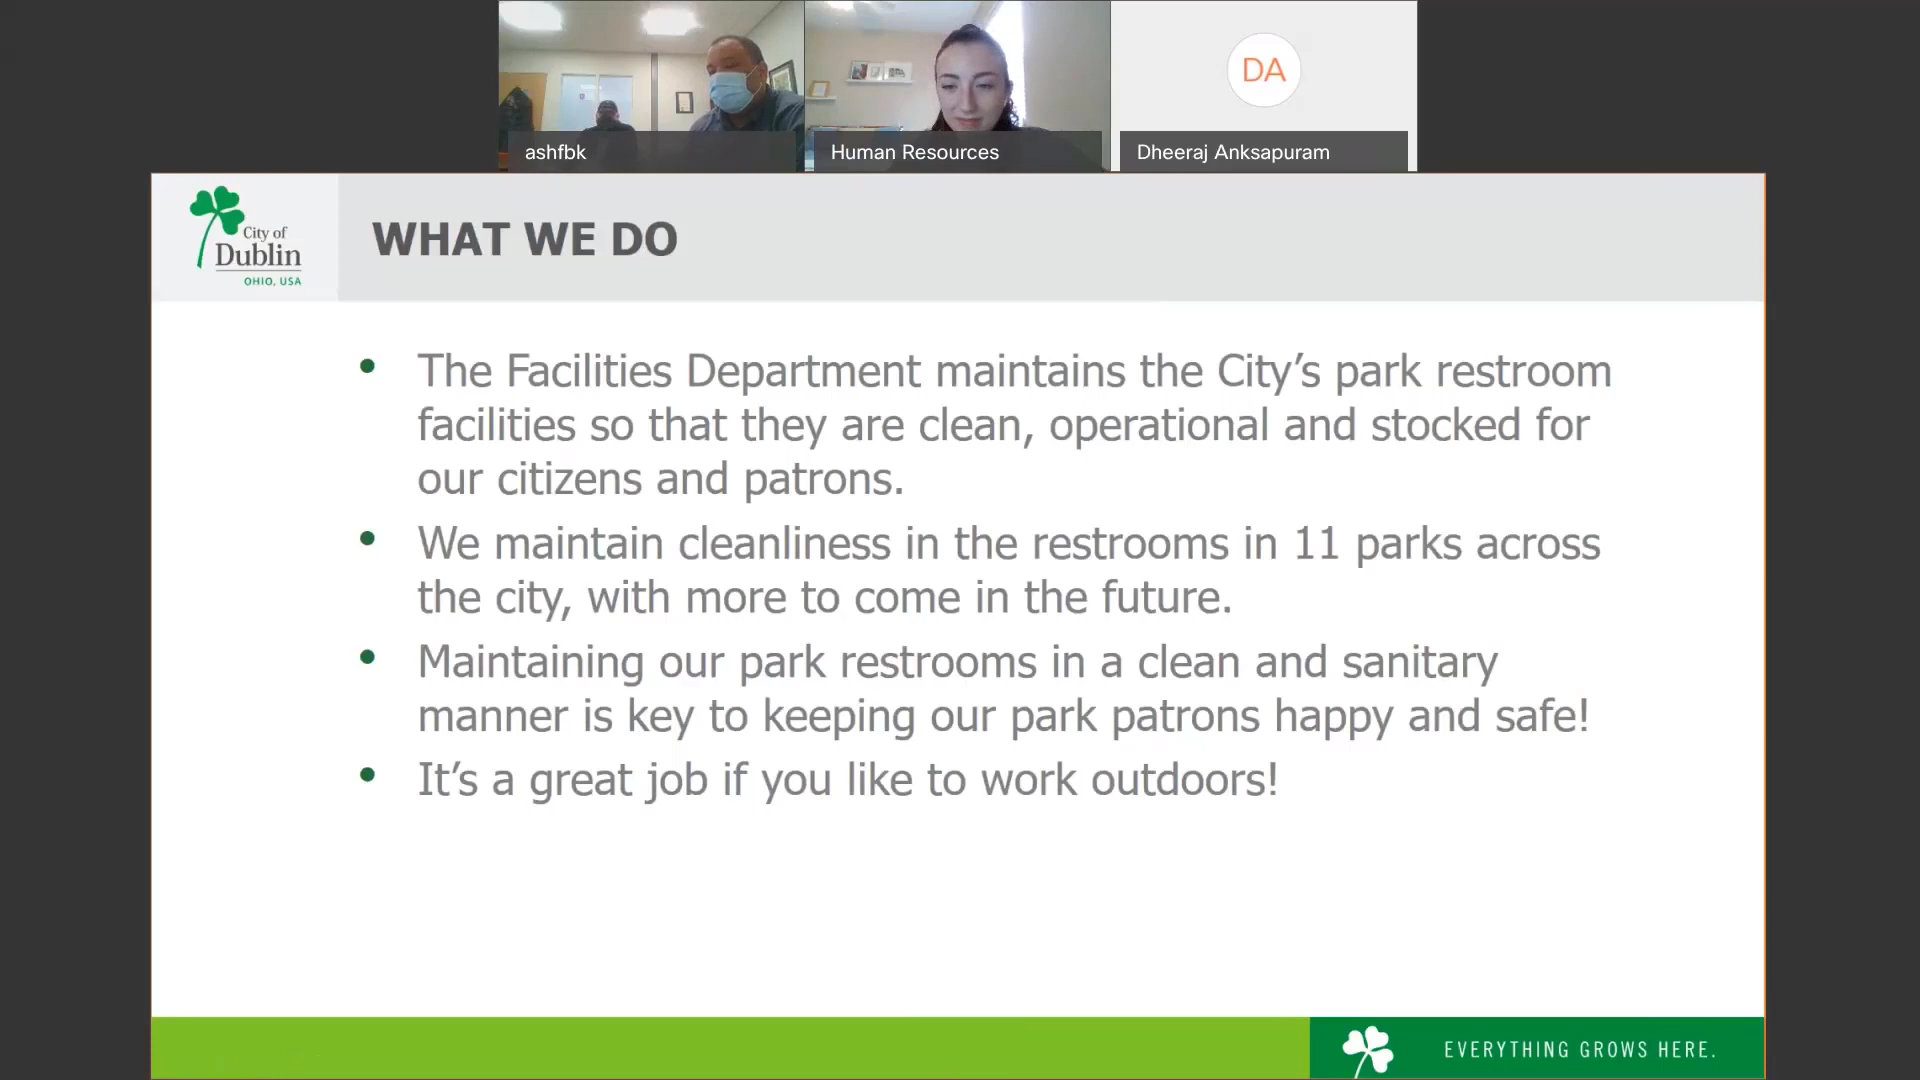 ashfbk
Human Resources
DA
Dheeraj Anksapuram
City of
Dublin
OHIO, USA
WHAT WE DO
• The Facilities Department maintains the City’s park restroom
facilities so that they are clean, operational and stocked for
our citizens and patrons.
• We maintain cleanliness in the restrooms in 11 parks across
the city, with more to come in the future.
• Maintaining our park restrooms in a clean and sanitary
manner is key to keeping our park patrons happy and safe!
• It’s a great job if you like to work outdoors!
EVERYTHING GROWS HERE.